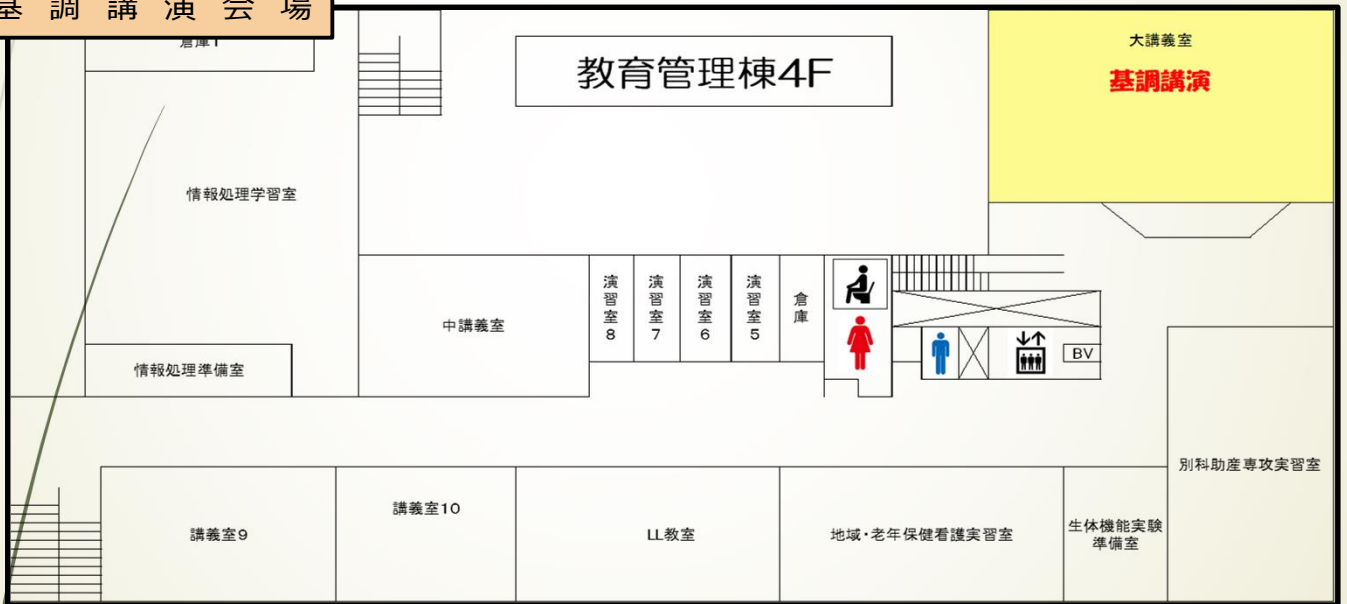 基調講演会場
倉庫1
教育管理棟4F
大講義室
基調講演
情報処理学習室
中講義室
演習室8
演習室7
演習室6
演習室5
倉庫
BV
情報処理準備室
別科助産専攻実習室
講義室9
講義室10
LL教室
地域・老年保健看護実習室
生体機能実験
準備室